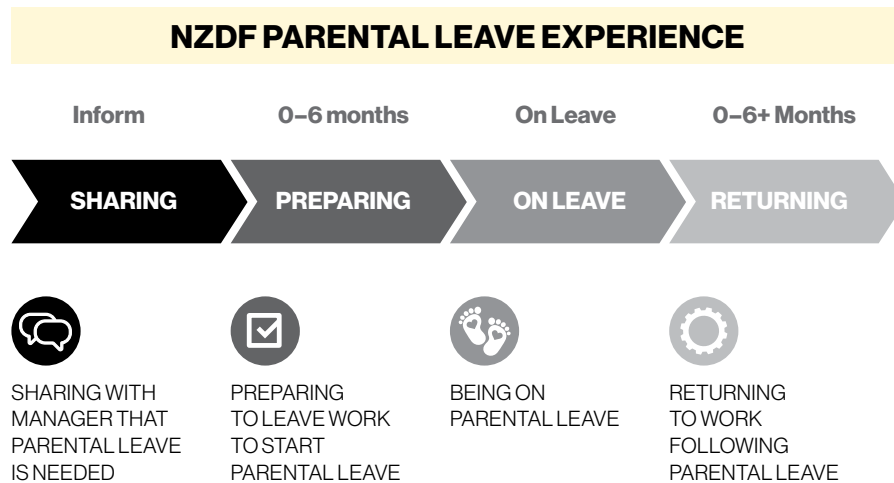 NZDF PARENTAL LEAVE EXPERIENCE
Inform
0–6 months
On Leave
0–6+ Months
SHARING
PREPARING
ON LEAVE
RETURNING
SHARING WITH
MANAGER THAT
PARENTAL LEAVE
IS NEEDED
PREPARING
TO LEAVE WORK
TO START
PARENTAL LEAVE
BEING ON
PARENTAL LEAVE
RETURNING
TO WORK
FOLLOWING
PARENTAL LEAVE